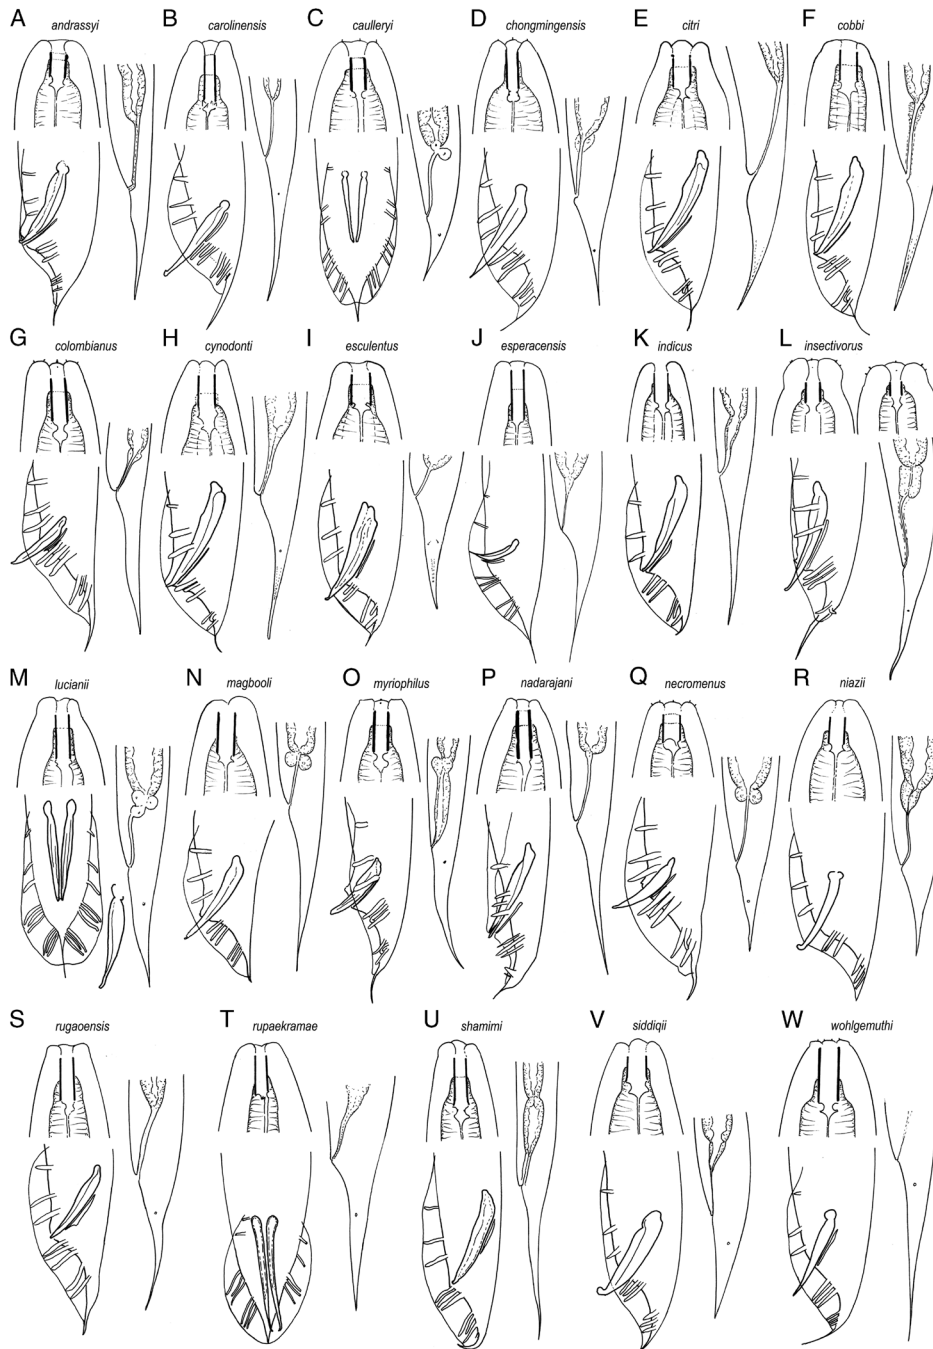 A andrassyi B carolinensis C caulleryi D chongmingensis E citri F cobbi
G colombianus H cynodonti I esculentus J esperacensis K indicus L insectivorus
M lucianii N magbooli O myriophilus P nadarajani Q necromenus R niazii
S rugaoensis T rupaekramae U shamimi V siddiqii W wohlgemuthi